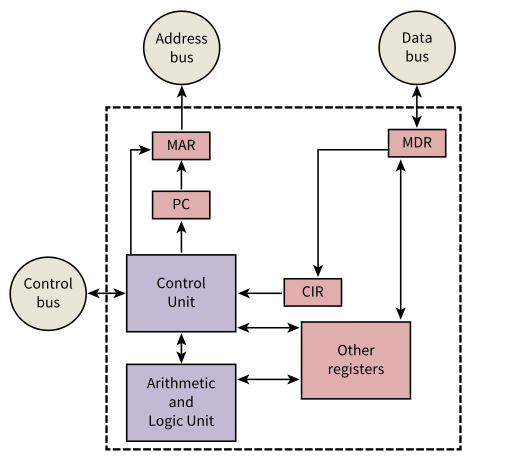 Address
bus
Data
bus
MAR
MDR
PC
Control
bus
Control
Unit
CIR
Other
registers
Arithmetic
and
Logic Unit